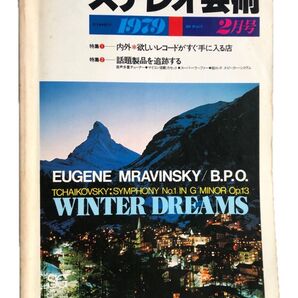 ステレオ芸術
1979
2月号
特集1 内外*欲しいレコードがすぐ手に入る店
特集2 話題製品を追跡する
EUGENE MRAVINSKY/B.P.O.
TCHAIKOVSKY:SYMPHONY No.1 IN G MINOR Op.13
WINTER DREAMS